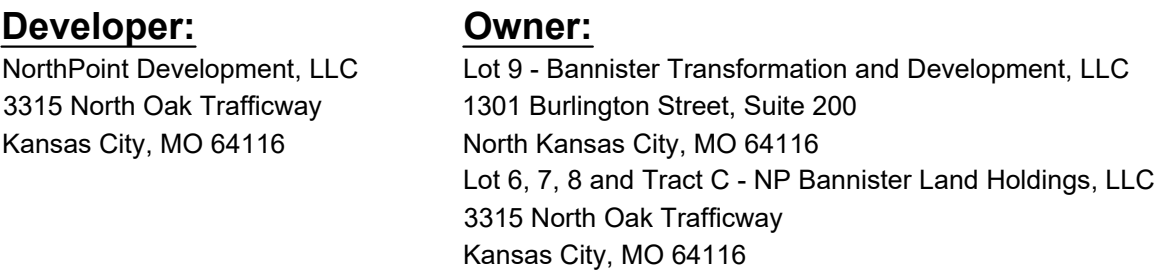 Developer:
NorthPoint Development, LLC
3315 North Oak Trafficway
Kansas City, MO 64116
Owner:
Lot 9 - Bannister Transformation and Development, LLC
1301 Burlington Street, Suite 200
North Kansas City, MO 64116
Lot 6, 7, 8 and Tract C - NP Bannister Land Holdings, LLC
3315 North Oak Trafficway
Kansas City, MO 64116